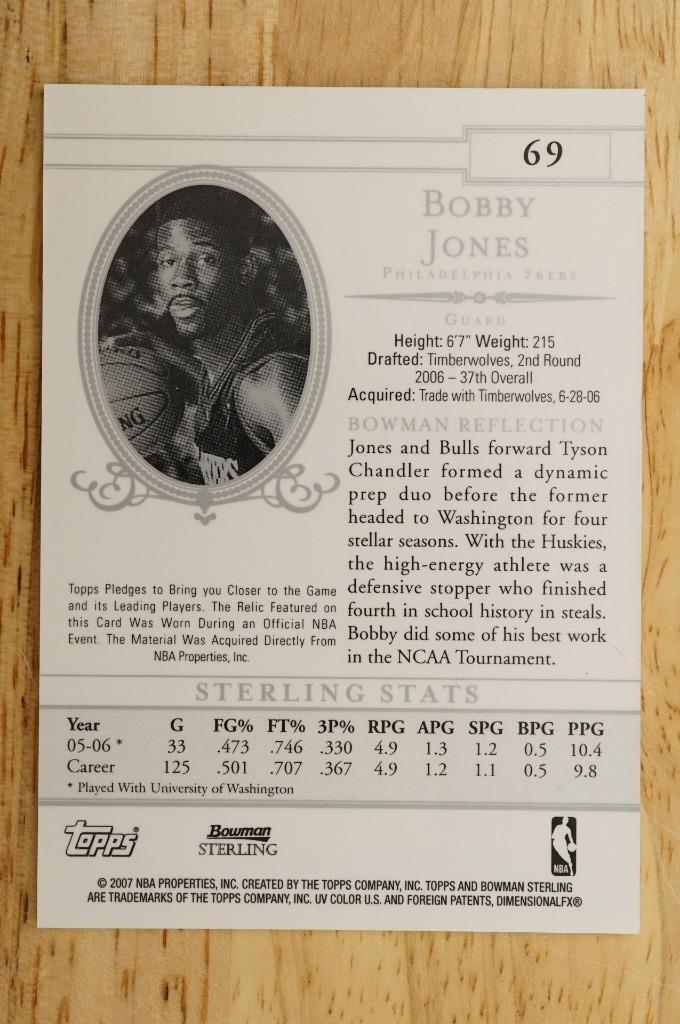 69
BOBBY
JONES
PHILADELPHIA 76ERS
GUARD
Height: 6'7" Weight: 215
Drafted: Timberwolves, 2nd Round
2006 – 37th Overall
Acquired: Trade with Timberwolves, 6-28-06
BOWMAN REFLECTION
Jones and Bulls forward Tyson
Chandler formed a dynamic
prep duo before the former
headed to Washington for four
stellar seasons. With the Huskies,
the high-energy athlete was a
defensive stopper who finished
fourth in school history in steals.
Bobby did some of his best work
in the NCAA Tournament.
NG
Topps Pledges to Bring you Closer to the Game
and its Leading Players. The Relic Featured on
this Card Was Worn During an Official NBA
Event. The Material Was Acquired Directly From
NBA Properties, Inc.
STERLING STATS
Year G FG% FT% 3P% RPG APG SPG BPG PPG
05-06 * 33 .473 .746 .330 4.9 1.3 1.2 0.5 10.4
Career 125 .501 .707 .367 4.9 1.2 1.1 0.5 9.8
* Played With University of Washington
Topps®
Bowman
STERLING
NBA
© 2007 NBA PROPERTIES, INC. CREATED BY THE TOPPS COMPANY, INC. TOPPS AND BOWMAN STERLING
ARE TRADEMARKS OF THE TOPPS COMPANY, INC. UV COLOR U.S. AND FOREIGN PATENTS, DIMENSIONALFX®